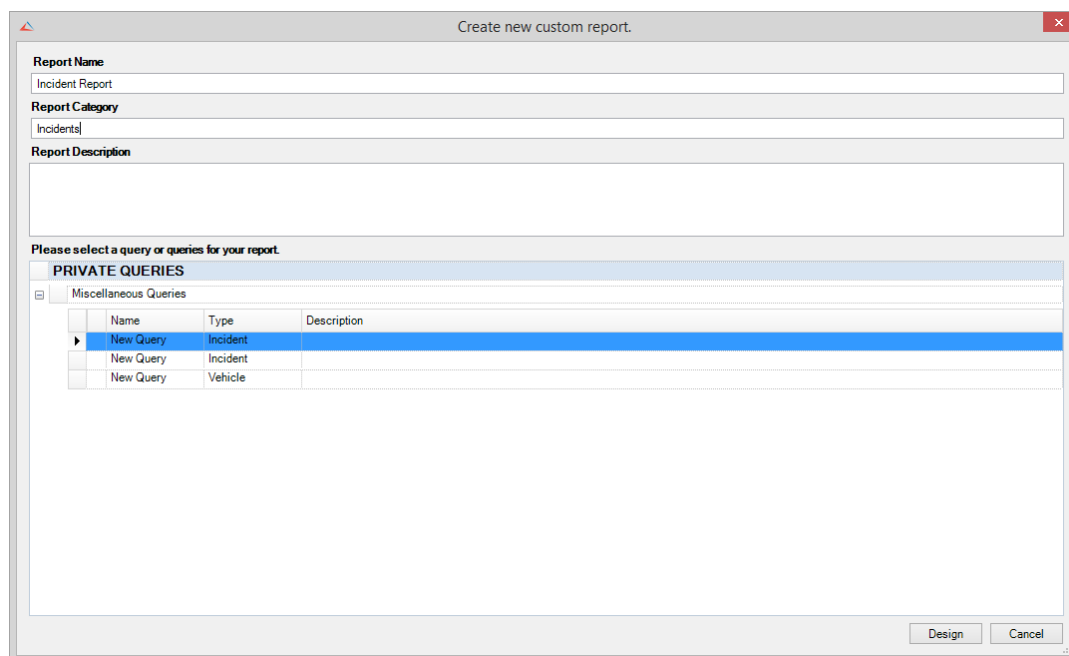 Create new custom report.
Report Name
Incident Report
Report Category
Incidents
Report Description
Please select a query or queries for your report.
PRIVATE QUERIES
Miscellaneous Queries
Name Type Description
New Query Incident
New Query Incident
New Query Vehicle
Design Cancel